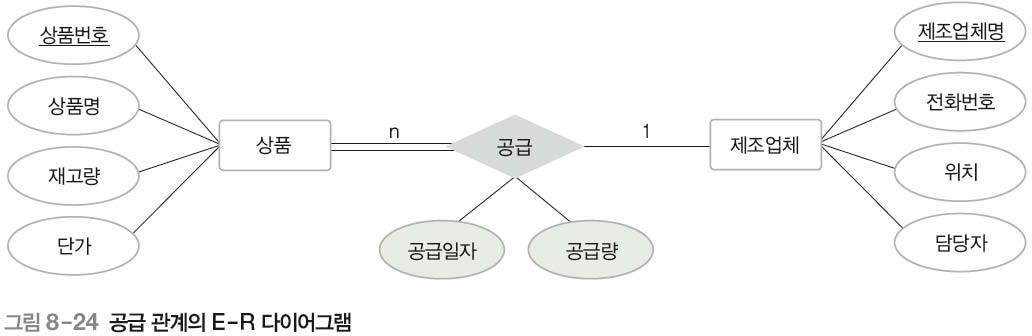 상품번호
상품명
재고량
단가
상품
n
공급
1
제조업체
공급일자
공급량
제조업체명
전화번호
위치
담당자
그림 8-24 공급 관계의 E-R 다이어그램